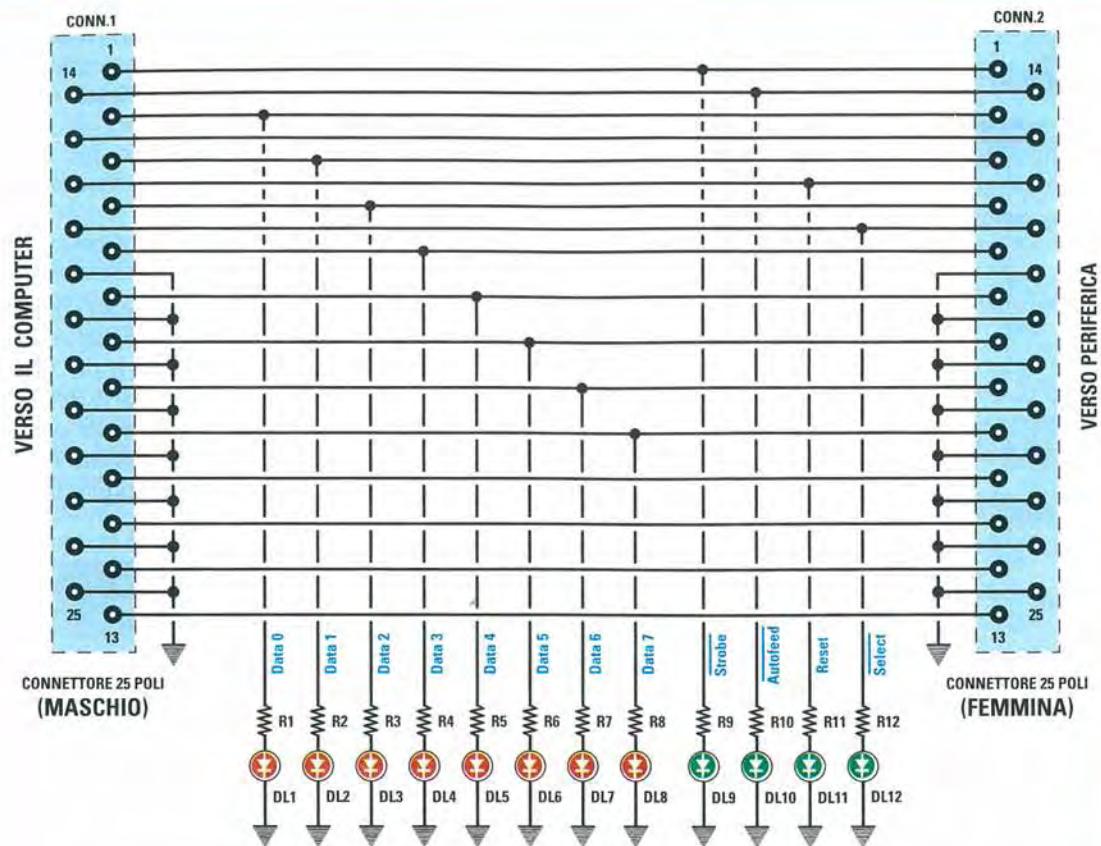 CONN.1
CONN.2
1
14
1
14
VERSO IL COMPUTER
VERSO PERIFERICA
25
13
25
13
Data 0
Data 1
Data 2
Data 3
Data 4
Data 5
Data 6
Data 7
Strobe
Autofeed
Reset
Select
CONNETTORE 25 POLI
(MASCHIO)
CONNETTORE 25 POLI
(FEMMINA)
R1
R2
R3
R4
R5
R6
R7
R8
R9
R10
R11
R12
DL1
DL2
DL3
DL4
DL5
DL6
DL7
DL8
DL9
DL10
DL11
DL12